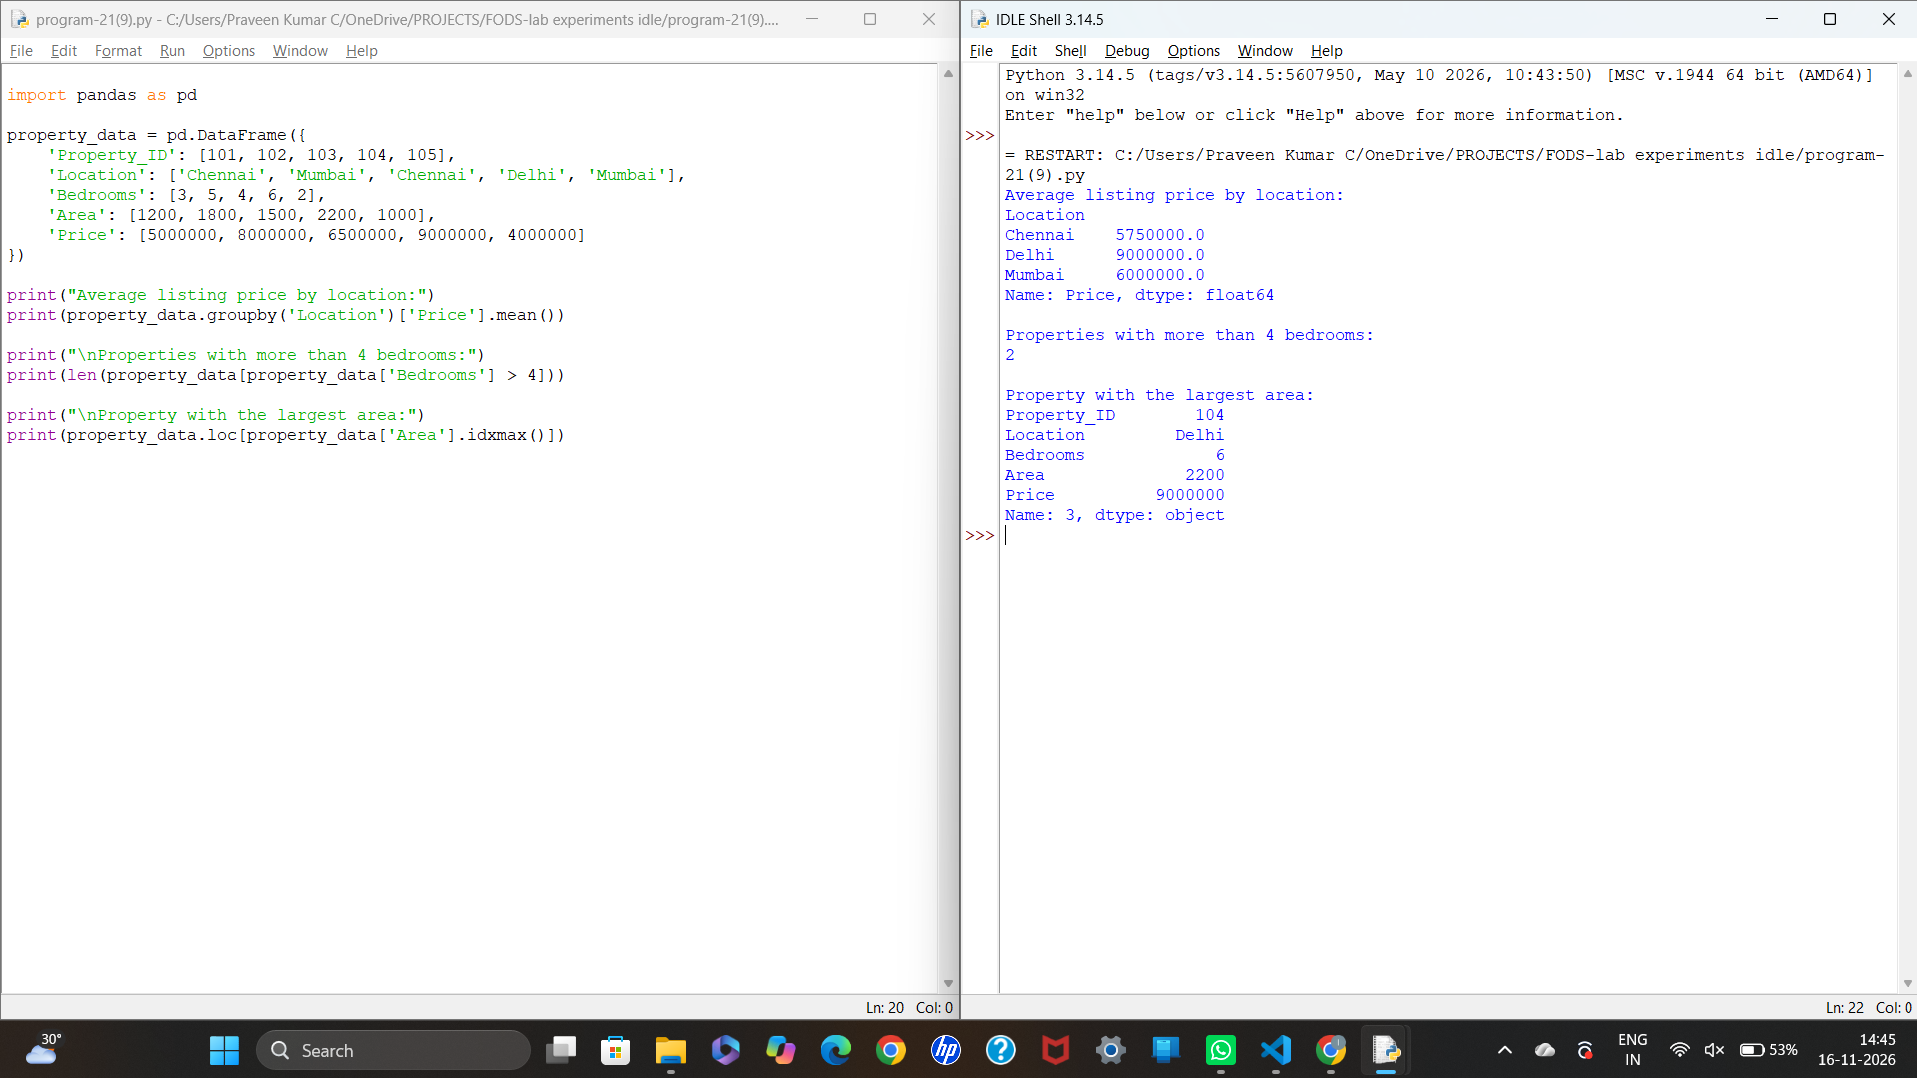 program-21(9).py - C:/Users/Praveen Kumar C/OneDrive/PROJECTS/FODS-lab experiments idle/program-21(9)....
File Edit Format Run Options Window Help
import pandas as pd
property_data = pd.DataFrame({
    'Property_ID': [101, 102, 103, 104, 105],
    'Location': ['Chennai', 'Mumbai', 'Chennai', 'Delhi', 'Mumbai'],
    'Bedrooms': [3, 5, 4, 6, 2],
    'Area': [1200, 1800, 1500, 2200, 1000],
    'Price': [5000000, 8000000, 6500000, 9000000, 4000000]
})
print("Average listing price by location:")
print(property_data.groupby('Location')['Price'].mean())
print("\nProperties with more than 4 bedrooms:")
print(len(property_data[property_data['Bedrooms'] > 4]))
print("\nProperty with the largest area:")
print(property_data.loc[property_data['Area'].idxmax()])
Ln: 20 Col: 0
IDLE Shell 3.14.5
File Edit Shell Debug Options Window Help
Python 3.14.5 (tags/v3.14.5:5607950, May 10 2026, 10:43:50) [MSC v.1944 64 bit (AMD64)]
on win32
Enter "help" below or click "Help" above for more information.
>>>
= RESTART: C:/Users/Praveen Kumar C/OneDrive/PROJECTS/FODS-lab experiments idle/program-
21(9).py
Average listing price by location:
Location
Chennai    5750000.0
Delhi      9000000.0
Mumbai     6000000.0
Name: Price, dtype: float64
Properties with more than 4 bedrooms:
2
Property with the largest area:
Property_ID        104
Location         Delhi
Bedrooms             6
Area              2200
Price          9000000
Name: 3, dtype: object
>>>
Ln: 22 Col: 0
30°
Search
hp
?
ENG
IN
53%
14:45
16-11-2026